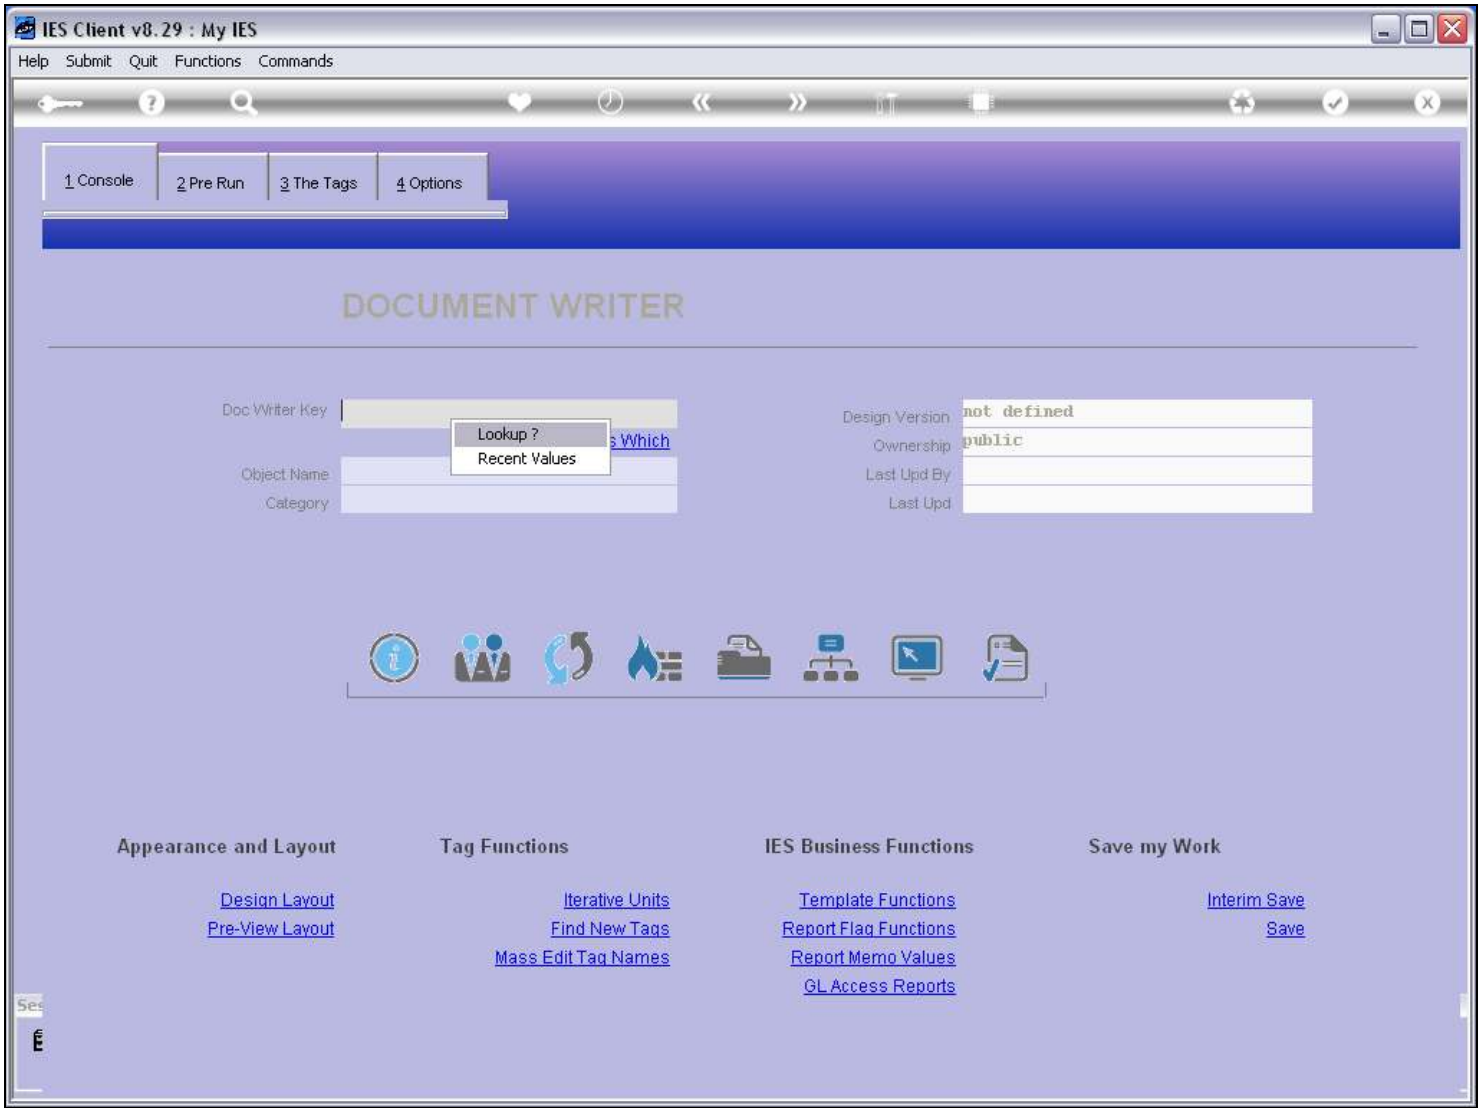 IES Client v8.29 : My IES
Help Submit Quit Functions Commands
1 Console 2 Pre Run 3 The Tags 4 Options
DOCUMENT WRITER
Doc Writer Key
Lookup ?
Recent Values
Which
Object Name
Category
Design Version not defined
Ownership public
Last Upd By
Last Upd
Appearance and Layout
Design Layout
Pre-View Layout
Tag Functions
Iterative Units
Find New Tags
Mass Edit Tag Names
IES Business Functions
Template Functions
Report Flag Functions
Report Memo Values
GL Access Reports
Save my Work
Interim Save
Save